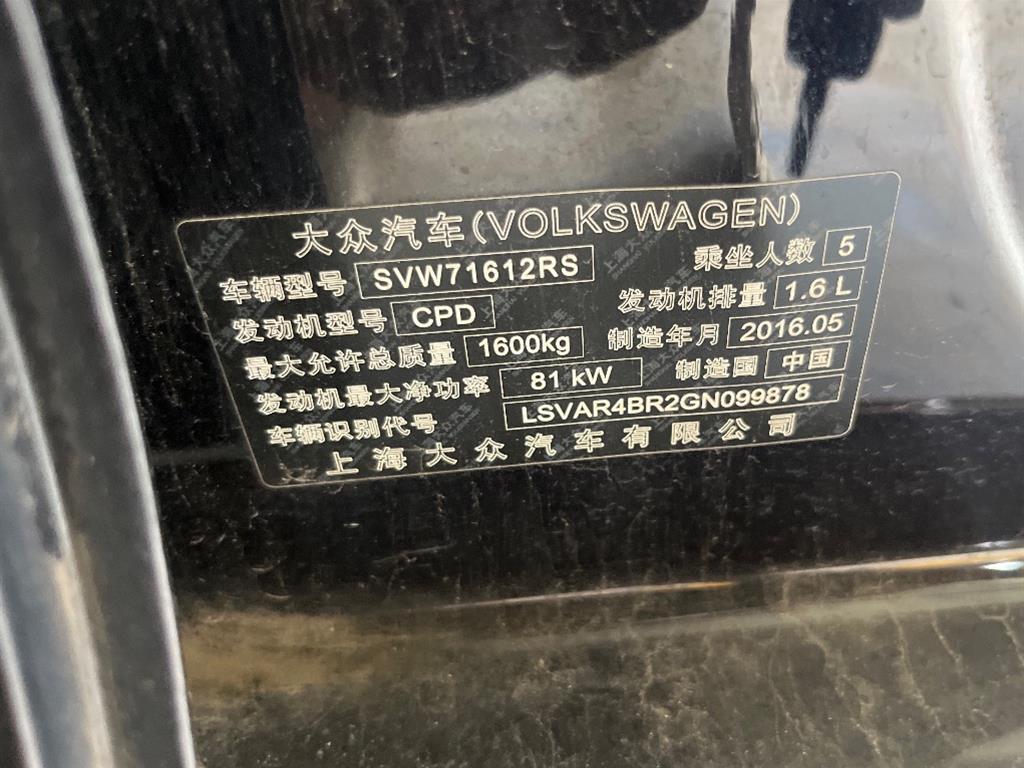 大众汽车(VOLKSWAGEN)
车辆型号 SVW71612RS 乘坐人数 5
发动机型号 CPD 发动机排量 1.6 L
最大允许总质量 1600kg 制造年月 2016.05
发动机最大净功率 81 kW 制造国 中国
车辆识别代号 LSVAR4BR2GN099878
上海大众汽车有限公司